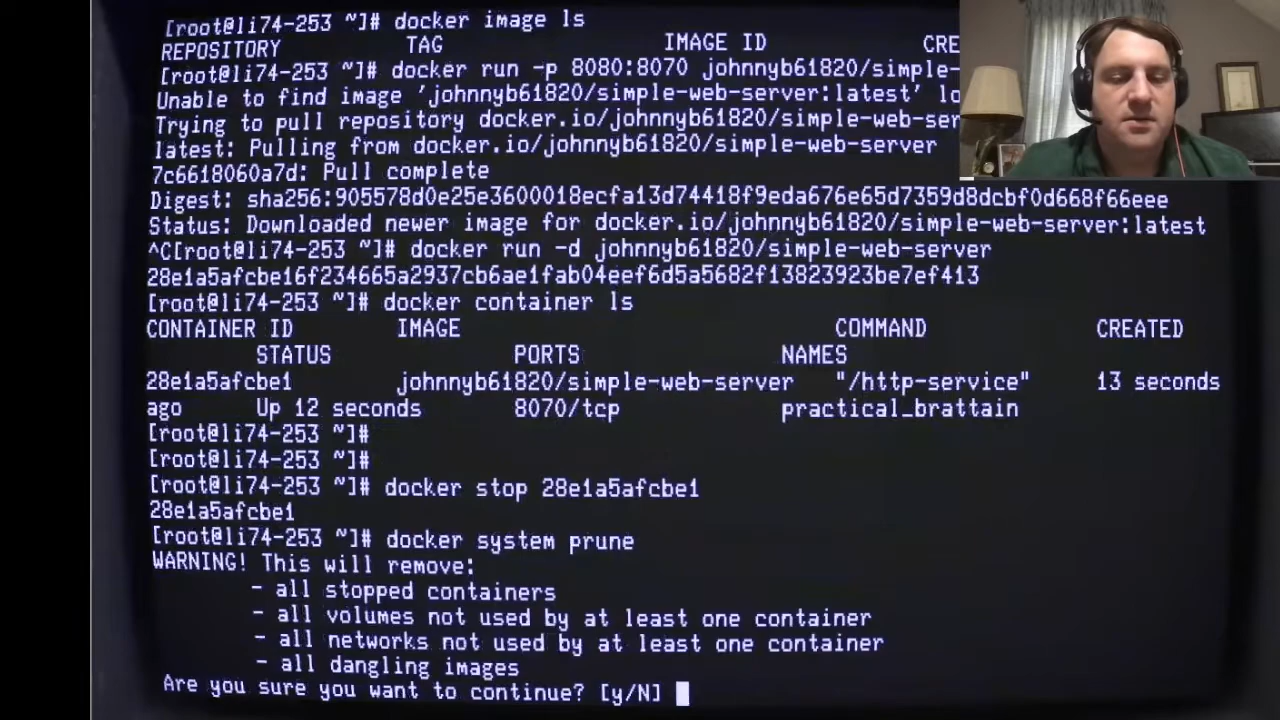 [root@li74-253 ~]# docker image ls
REPOSITORY TAG IMAGE ID CRE
[root@li74-253 ~]# docker run -p 8080:8070 johnnyb61820/simple-
Unable to find image 'johnnyb61820/simple-web-server:latest' lo
Trying to pull repository docker.io/johnnyb61820/simple-web-ser
latest: Pulling from docker.io/johnnyb61820/simple-web-server
7c6618060a7d: Pull complete
Digest: sha256:905578d0e25e3600018ecfa13d74418f9eda676e65d7359d8dcbf0d668f66eee
Status: Downloaded newer image for docker.io/johnnyb61820/simple-web-server:latest
^C[root@li74-253 ~]# docker run -d johnnyb61820/simple-web-server
28e1a5afcbe16f234665a2937cb6ae1fab04eef6d5a5682f13823923be7ef413
[root@li74-253 ~]# docker container ls
CONTAINER ID IMAGE COMMAND CREATED
STATUS PORTS NAMES
28e1a5afcbe1 johnnyb61820/simple-web-server "/http-service" 13 seconds
ago Up 12 seconds 8070/tcp practical_brattain
[root@li74-253 ~]#
[root@li74-253 ~]#
[root@li74-253 ~]# docker stop 28e1a5afcbe1
28e1a5afcbe1
[root@li74-253 ~]# docker system prune
WARNING! This will remove:
- all stopped containers
- all volumes not used by at least one container
- all networks not used by at least one container
- all dangling images
Are you sure you want to continue? [y/N]